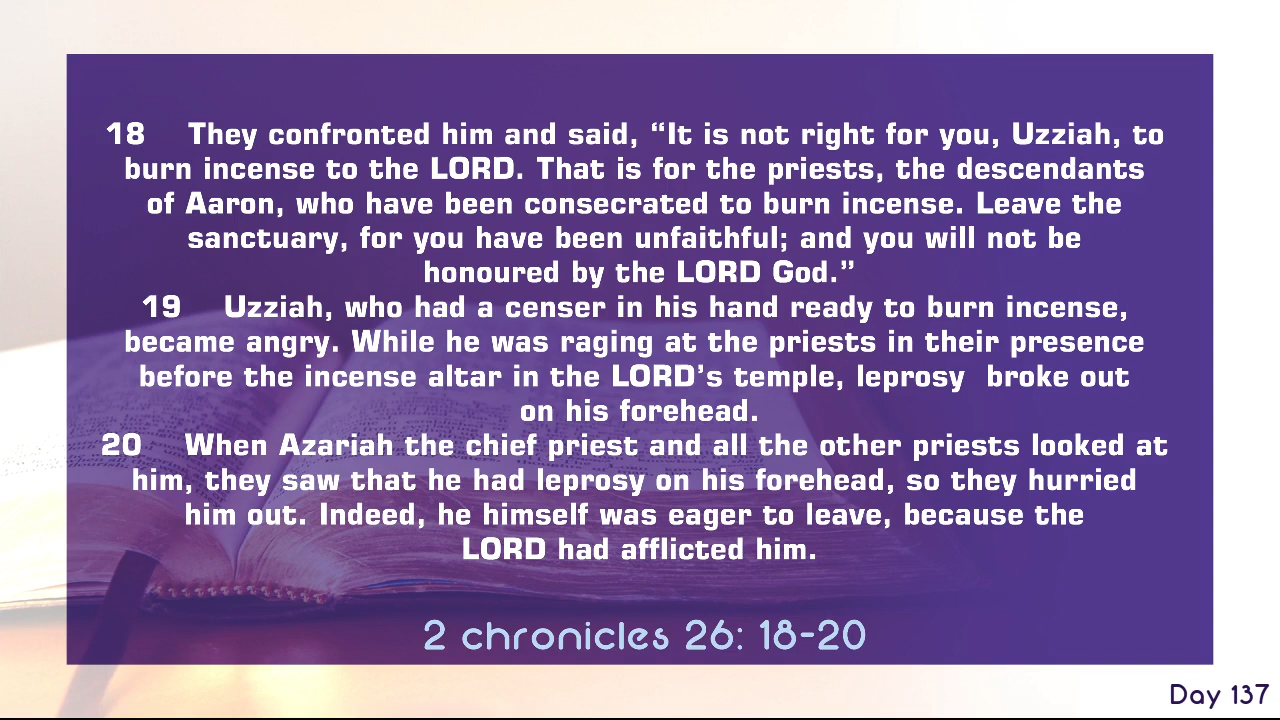 18 They confronted him and said, “It is not right for you, Uzziah, to
burn incense to the LORD. That is for the priests, the descendants
of Aaron, who have been consecrated to burn incense. Leave the
sanctuary, for you have been unfaithful; and you will not be
honoured by the LORD God.”
19 Uzziah, who had a censer in his hand ready to burn incense,
became angry. While he was raging at the priests in their presence
before the incense altar in the LORD’s temple, leprosy broke out
on his forehead.
20 When Azariah the chief priest and all the other priests looked at
him, they saw that he had leprosy on his forehead, so they hurried
him out. Indeed, he himself was eager to leave, because the
LORD had afflicted him.
2 chronicles 26: 18-20
Day 137